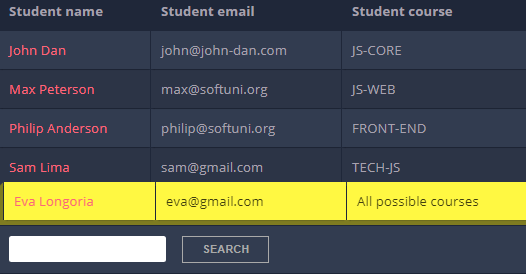 Student name Student email Student course
John Dan john@john-dan.com JS-CORE
Max Peterson max@softuni.org JS-WEB
Philip Anderson philip@softuni.org FRONT-END
Sam Lima sam@gmail.com TECH-JS
Eva Longoria eva@gmail.com All possible courses
SEARCH